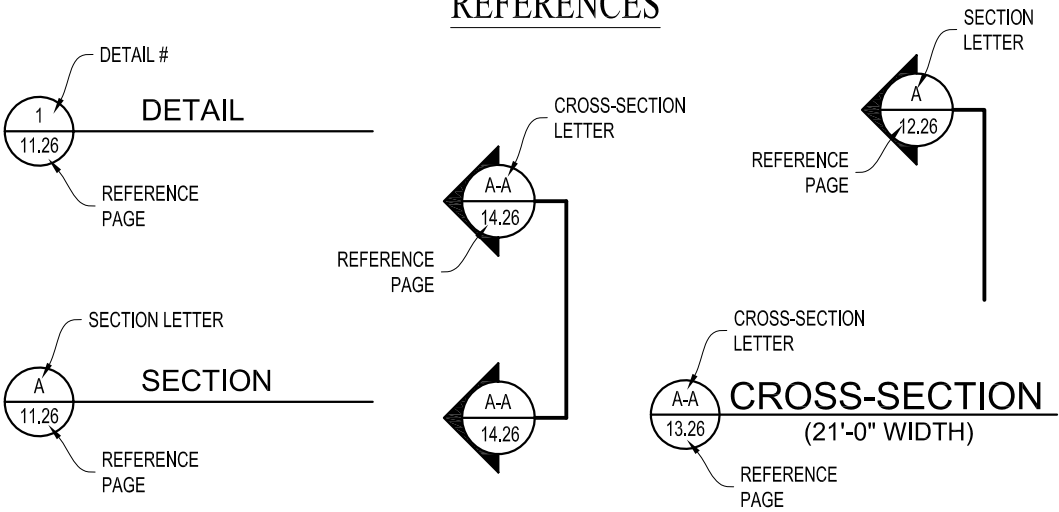 REFERENCES
DETAIL #
1
11.26
DETAIL
REFERENCE
PAGE
CROSS-SECTION
LETTER
A-A
14.26
REFERENCE
PAGE
SECTION
LETTER
A
12.26
REFERENCE
PAGE
SECTION LETTER
A
11.26
SECTION
REFERENCE
PAGE
A-A
14.26
CROSS-SECTION
LETTER
A-A
13.26
CROSS-SECTION
(21'-0" WIDTH)
REFERENCE
PAGE